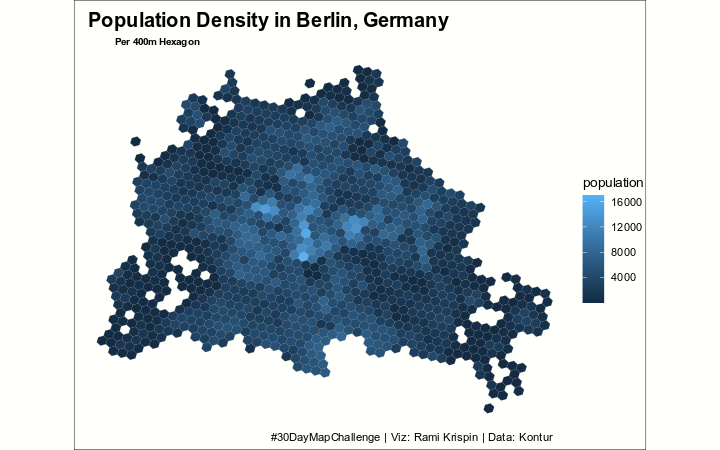 Population Density in Berlin, Germany
Per 400m Hexagon
population
16000
12000
8000
4000
#30DayMapChallenge | Viz: Rami Krispin | Data: Kontur